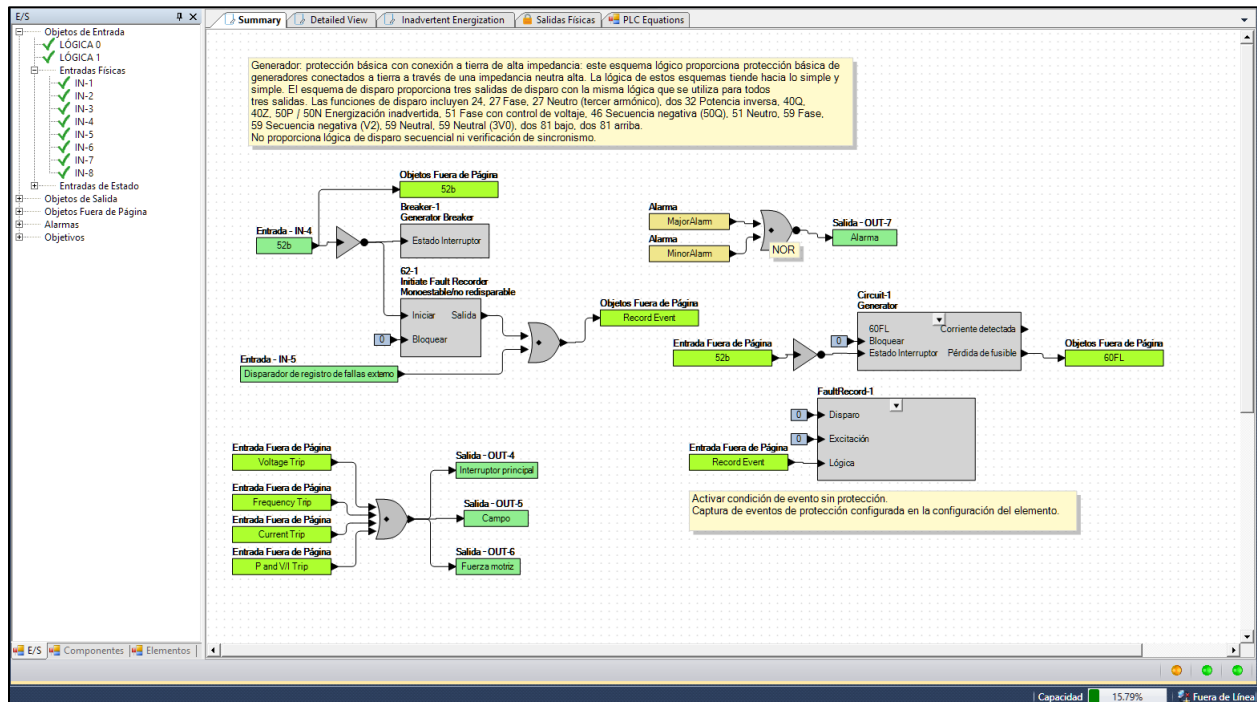 E/S
Summary
Detailed View
Inadvertent Energization
Salidas Físicas
PLC Equations
Objetos de Entrada
LÓGICA 0
LÓGICA 1
Entradas Físicas
IN-1
IN-2
IN-3
IN-4
IN-5
IN-6
IN-7
IN-8
Entradas de Estado
Objetos de Salida
Objetos Fuera de Página
Alarmas
Objetivos
Generador: protección básica con conexión a tierra de alta impedancia: este esquema lógico proporciona protección básica de
generadores conectados a tierra a través de una impedancia neutra alta. La lógica de estos esquemas tiende hacia lo simple y
simple. El esquema de disparo proporciona tres salidas de disparo con la misma lógica que se utiliza para todos
tres salidas. Las funciones de disparo incluyen 24, 27 Fase, 27 Neutro (tercer armónico), dos 32 Potencia inversa, 40Q,
40Z, 50P / 50N Energización inadvertida, 51 Fase con control de voltaje, 46 Secuencia negativa (50Q), 51 Neutro, 59 Fase,
59 Secuencia negativa (V2), 59 Neutral, 59 Neutral (3V0), dos 81 bajo, dos 81 arriba.
No proporciona lógica de disparo secuencial ni verificación de sincronismo.
Objetos Fuera de Página
52b
Breaker-1
Generator Breaker
Estado Interruptor
Entrada - IN-4
52b
62-1
Initiate Fault Recorder
Monoestable/no redisparable
Iniciar
Salida
0
Bloquear
Entrada - IN-5
Disparador de registro de fallas externo
Objetos Fuera de Página
Record Event
Alarma
MajorAlarm
Alarma
MinorAlarm
NOR
Salida - OUT-7
Alarma
Circuit-1
Generator
60FL
Corriente detectada
0
Bloquear
Estado Interruptor
Pérdida de fusible
Entrada Fuera de Página
52b
Objetos Fuera de Página
60FL
FaultRecord-1
0
Disparo
0
Excitación
Entrada Fuera de Página
Record Event
Lógica
Entrada Fuera de Página
Voltage Trip
Entrada Fuera de Página
Frequency Trip
Entrada Fuera de Página
Current Trip
Entrada Fuera de Página
P and V/I Trip
Salida - OUT-4
Interruptor principal
Salida - OUT-5
Campo
Salida - OUT-6
Fuerza motriz
Activar condición de evento sin protección.
Captura de eventos de protección configurada en la configuración del elemento.
E/S
Componentes
Elementos
Capacidad
15.79%
Fuera de Línea